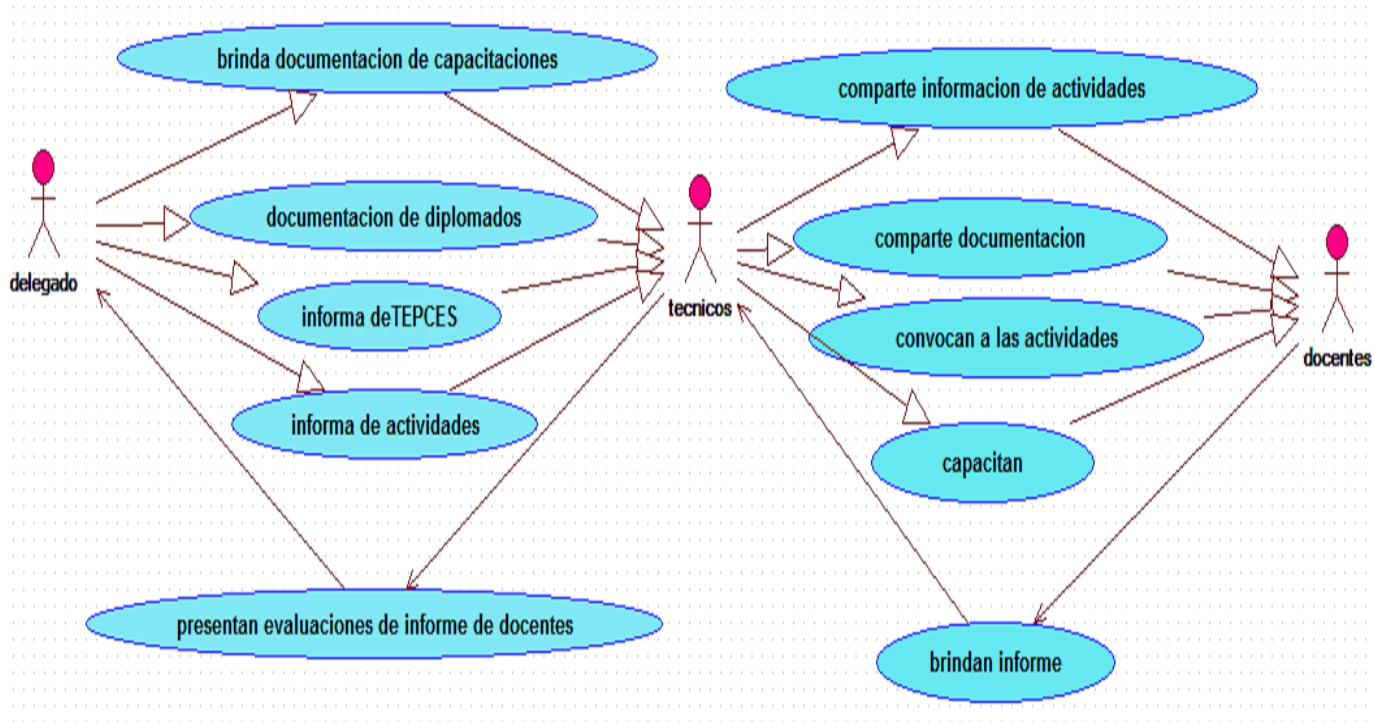 brinda documentacion de capacitaciones
comparte informacion de actividades
documentacion de diplomados
comparte documentacion
delegado
tecnicos
informa deTEPCES
convocan a las actividades
docentes
informa de actividades
capacitan
presentan evaluaciones de informe de docentes
brindan informe